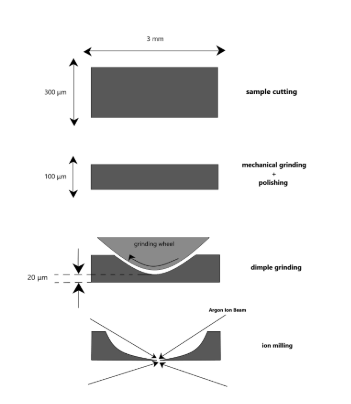 3 mm
300 µm
sample cutting
100 µm
mechanical grinding
+
polishing
grinding wheel
20 µm
dimple grinding
Argon Ion Beam
ion milling